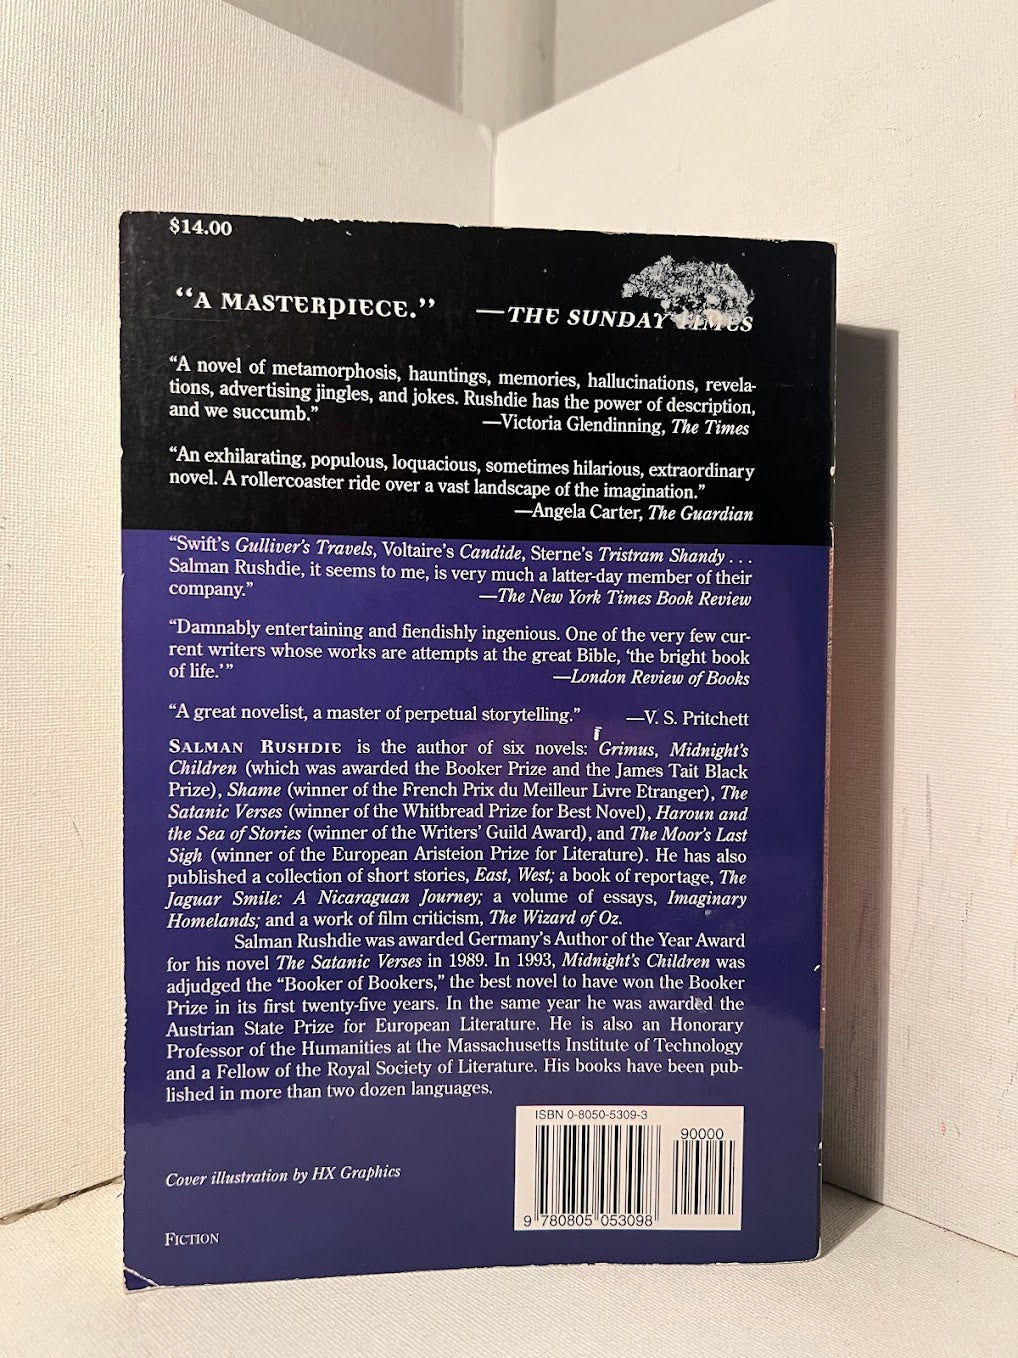 $14.00
“A MASTERPIECE.” —THE SUNDAY TIMES
“A novel of metamorphosis, hauntings, memories, hallucinations, revela-
tions, advertising jingles, and jokes. Rushdie has the power of description,
and we succumb.” —Victoria Glendinning, The Times
“An exhilarating, populous, loquacious, sometimes hilarious, extraordinary
novel. A rollercoaster ride over a vast landscape of the imagination.”
—Angela Carter, The Guardian
“Swift’s Gulliver’s Travels, Voltaire’s Candide, Sterne’s Tristram Shandy . . .
Salman Rushdie, it seems to me, is very much a latter-day member of their
company.” —The New York Times Book Review
“Damnably entertaining and fiendishly ingenious. One of the very few cur-
rent writers whose works are attempts at the great Bible, ‘the bright book
of life.’” —London Review of Books
“A great novelist, a master of perpetual storytelling.” —V. S. Pritchett
SALMAN RUSHDIE is the author of six novels: Grimus, Midnight’s
Children (which was awarded the Booker Prize and the James Tait Black
Prize), Shame (winner of the French Prix du Meilleur Livre Etranger), The
Satanic Verses (winner of the Whitbread Prize for Best Novel), Haroun and
the Sea of Stories (winner of the Writers’ Guild Award), and The Moor’s Last
Sigh (winner of the European Aristeion Prize for Literature). He has also
published a collection of short stories, East, West; a book of reportage, The
Jaguar Smile: A Nicaraguan Journey; a volume of essays, Imaginary
Homelands; and a work of film criticism, The Wizard of Oz.
Salman Rushdie was awarded Germany’s Author of the Year Award
for his novel The Satanic Verses in 1989. In 1993, Midnight’s Children was
adjudged the “Booker of Bookers,” the best novel to have won the Booker
Prize in its first twenty-five years. In the same year he was awarded the
Austrian State Prize for European Literature. He is also an Honorary
Professor of the Humanities at the Massachusetts Institute of Technology
and a Fellow of the Royal Society of Literature. His books have been pub-
lished in more than two dozen languages.
ISBN 0-8050-5309-3
90000
9 780805 053098
Cover illustration by HX Graphics
FICTION